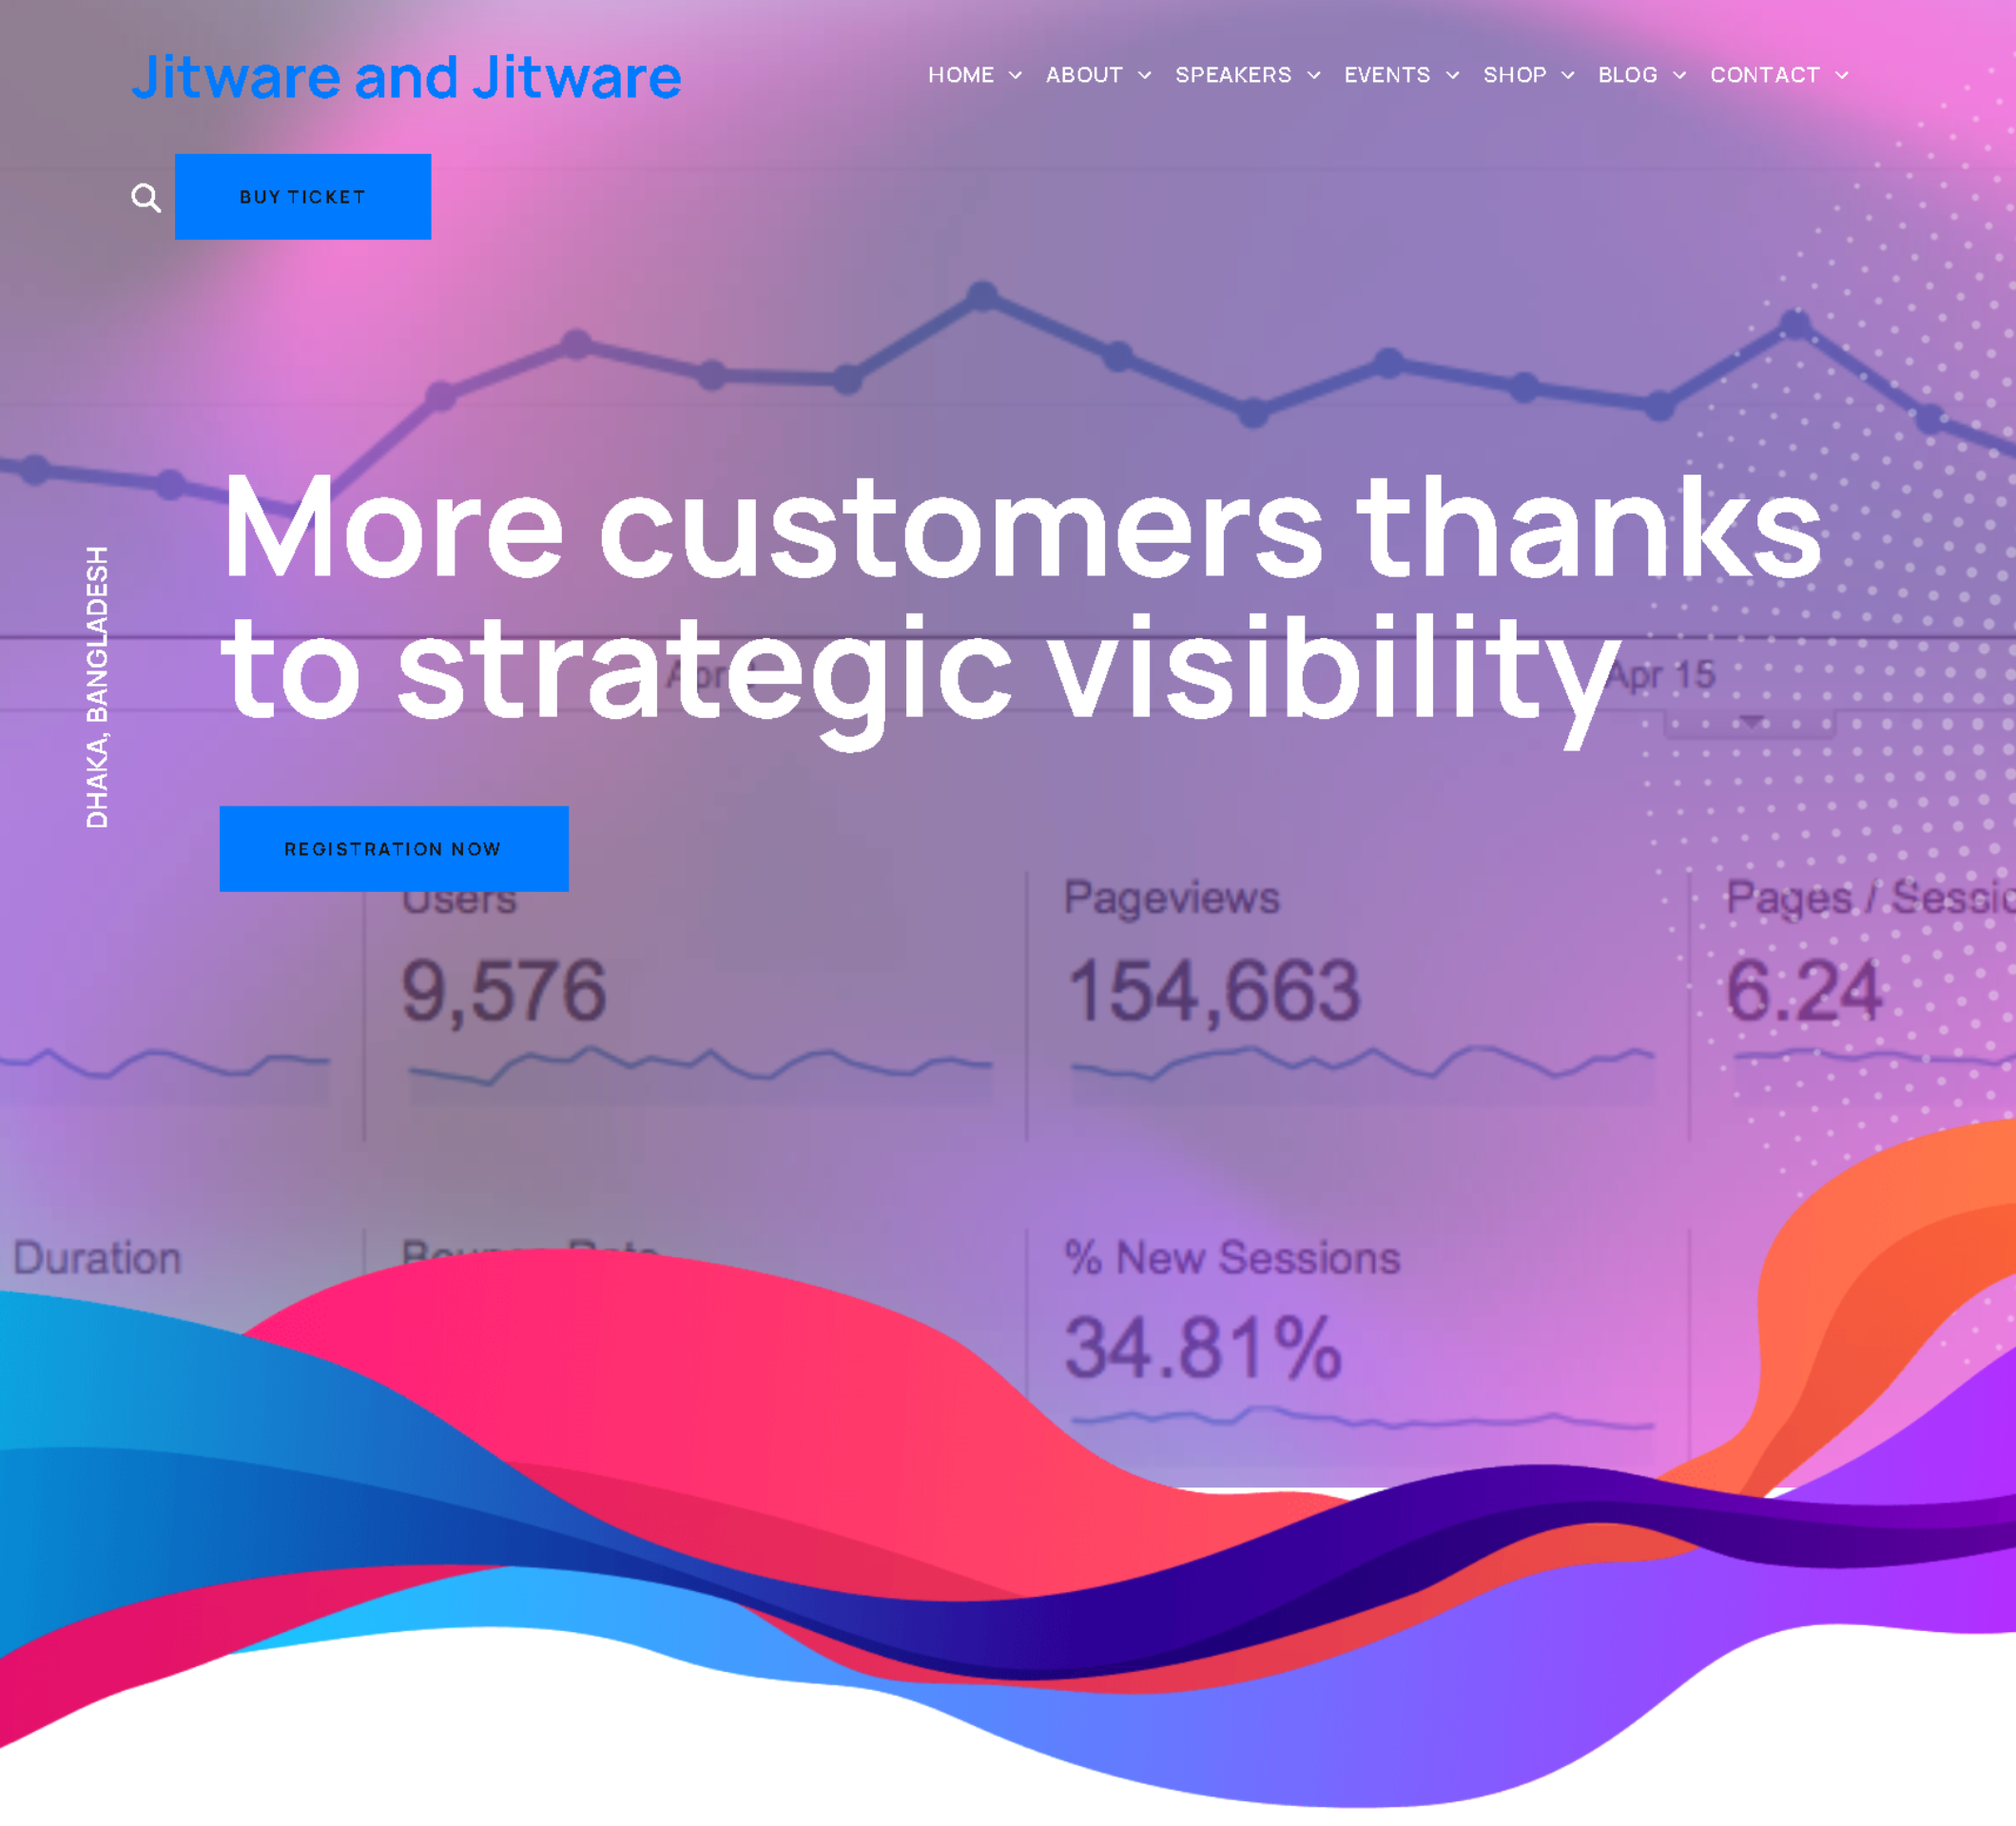 Jitware and Jitware
HOME ABOUT SPEAKERS EVENTS SHOP BLOG CONTACT
BUY TICKET
More customers thanks
to strategic visibility
DHAKA, BANGLADESH
Apr
Apr 15
REGISTRATION NOW
Users
Pageviews
Pages / Sessio
9,576
154,663
6.24
Duration
Bounce Rate
% New Sessions
34.81%